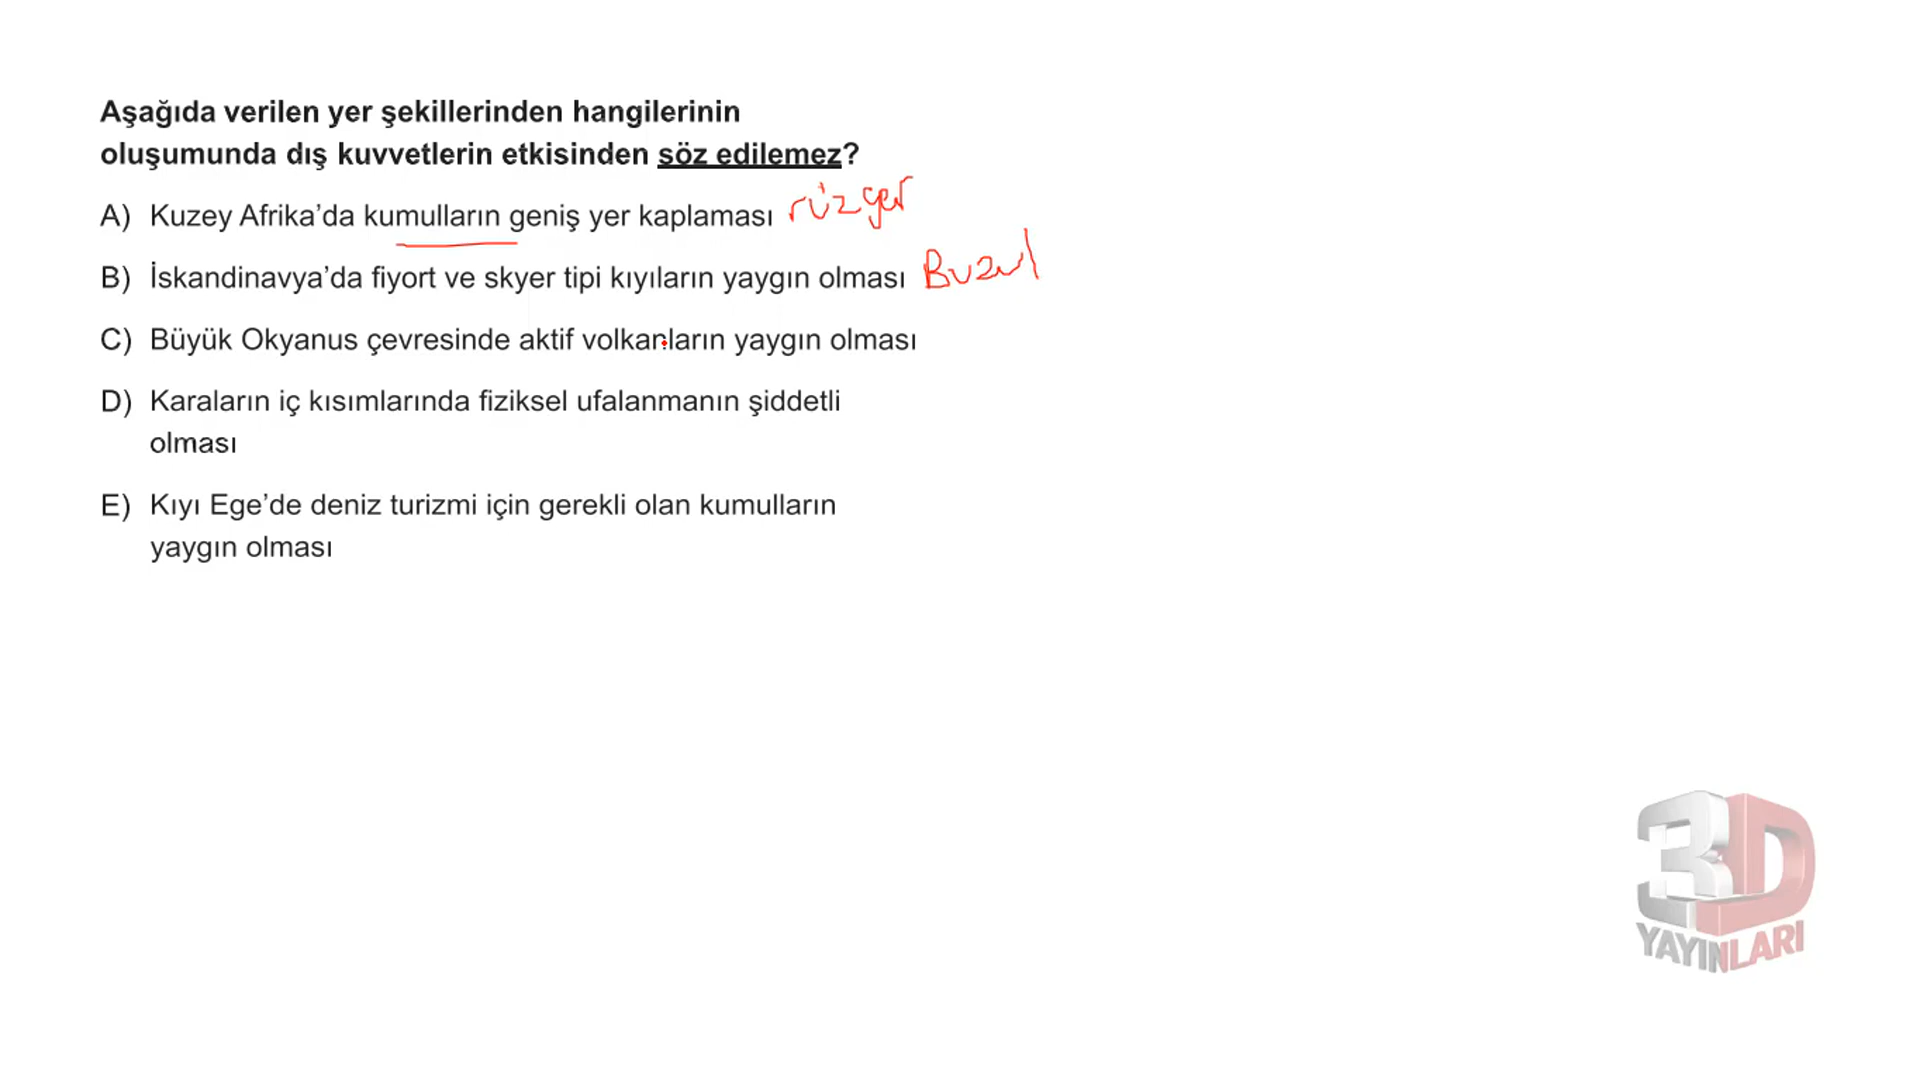 Aşağıda verilen yer şekillerinden hangilerinin
oluşumunda dış kuvvetlerin etkisinden söz edilemez?
A) Kuzey Afrika’da kumulların geniş yer kaplaması rüzger
B) İskandinavya’da fiyort ve skyer tipi kıyıların yaygın olması Buzul
C) Büyük Okyanus çevresinde aktif volkanların yaygın olması
D) Karaların iç kısımlarında fiziksel ufalanmanın şiddetli
olması
E) Kıyı Ege’de deniz turizmi için gerekli olan kumulların
yaygın olması
3D
YAYINLARI